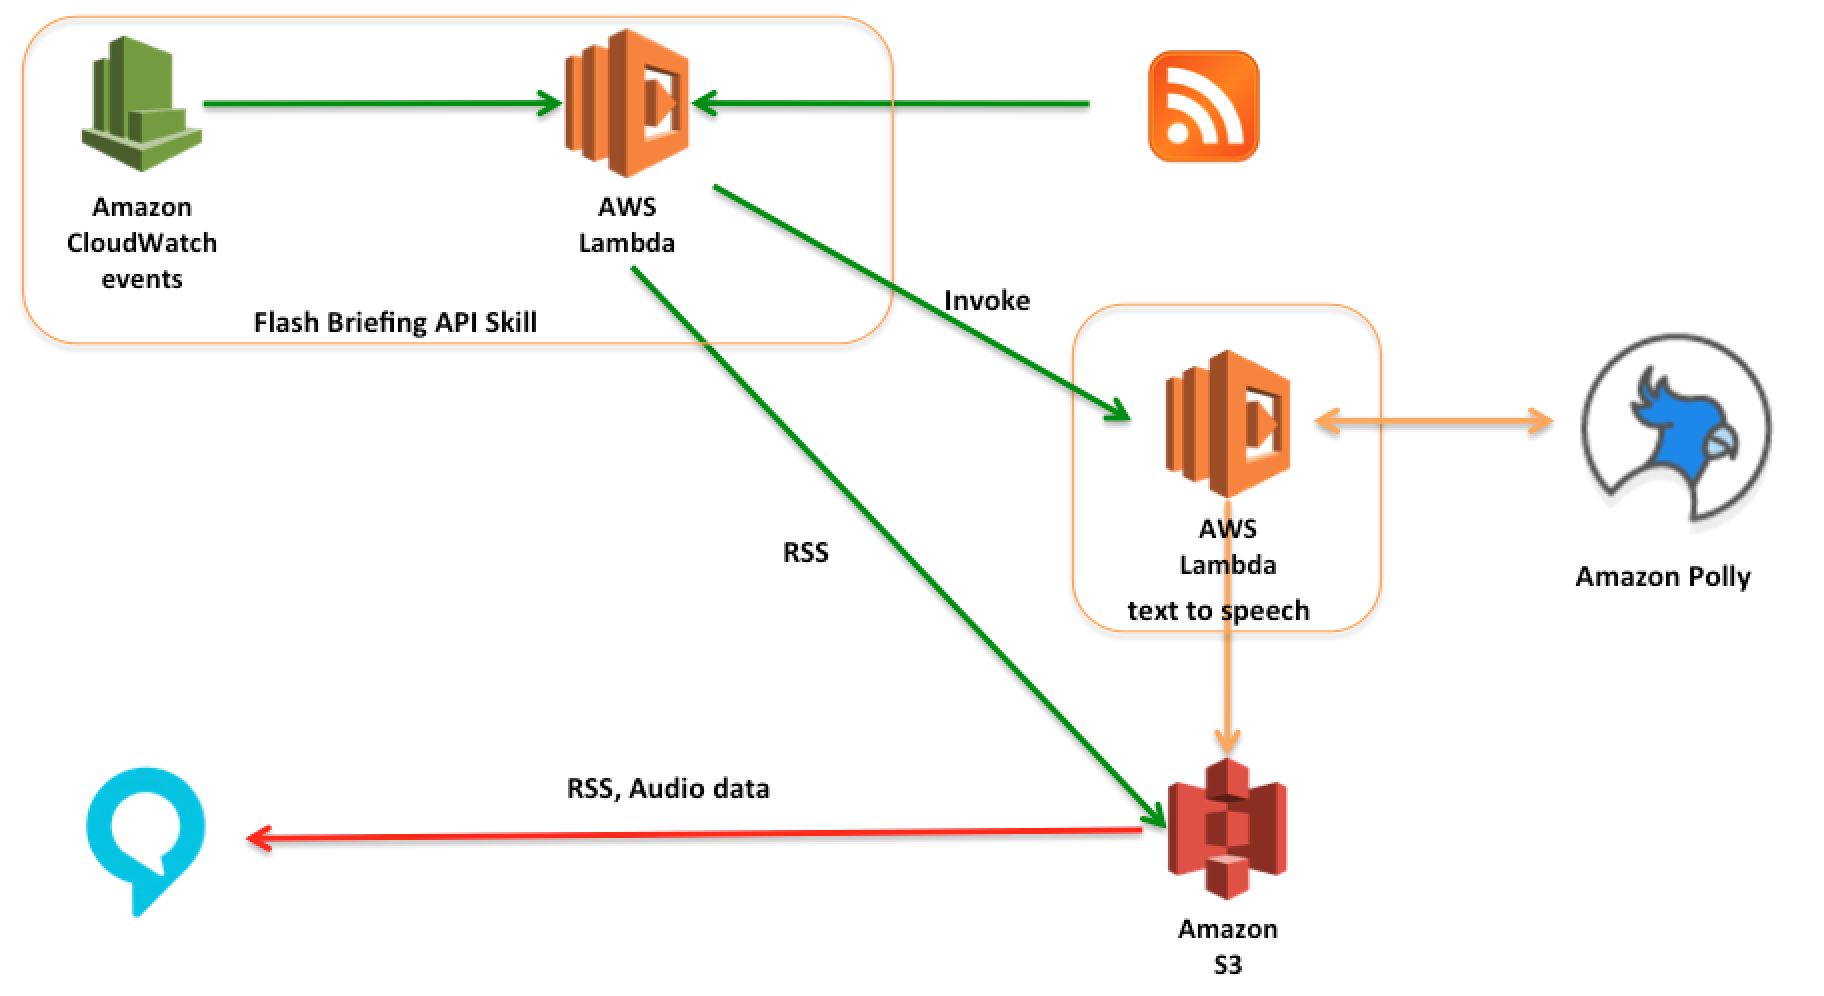 Amazon
CloudWatch
events
AWS
Lambda
Flash Briefing API Skill
Invoke
AWS
Lambda
text to speech
Amazon Polly
RSS
RSS, Audio data
Amazon
S3